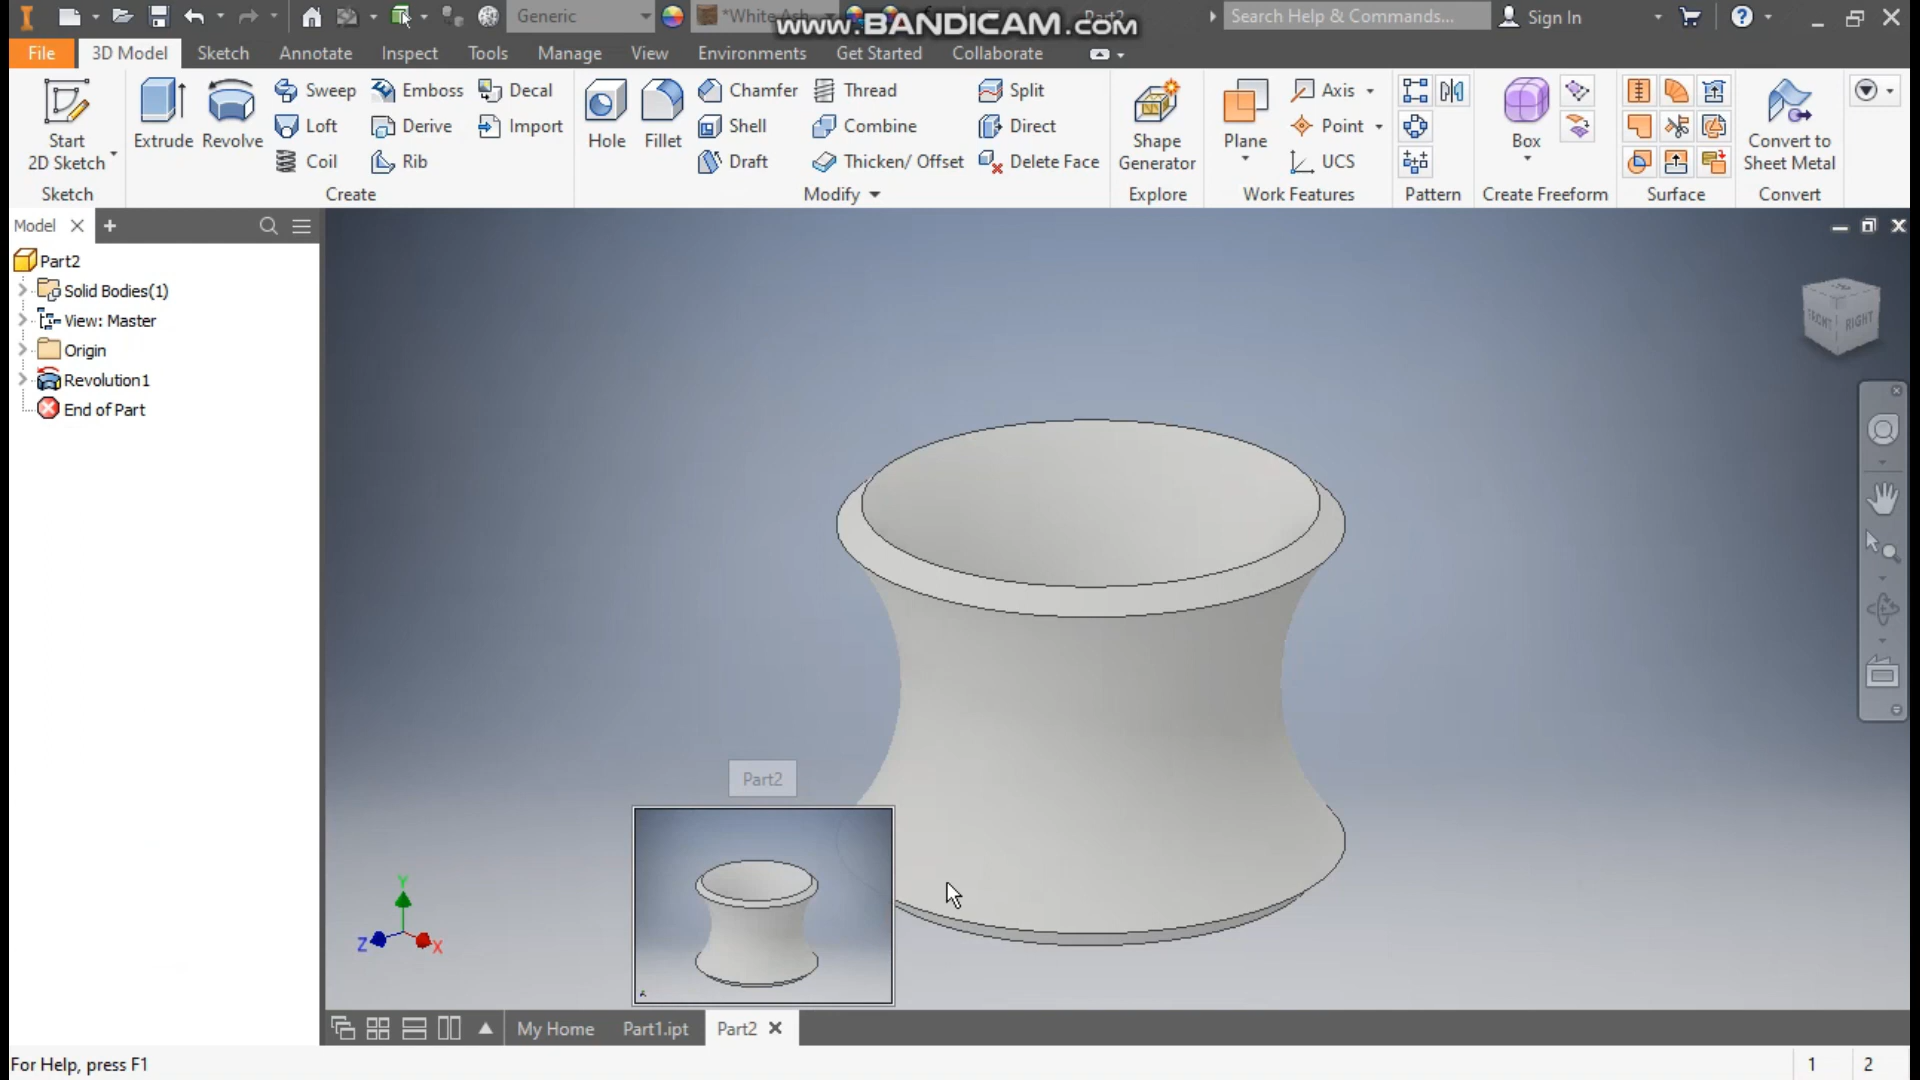 Generic
*White Ash
www.BANDICAM.com
Part2
Search Help & Commands...
Sign In
File
3D Model
Sketch
Annotate
Inspect
Tools
Manage
View
Environments
Get Started
Collaborate
Start
2D Sketch
Extrude
Revolve
Sweep
Loft
Coil
Emboss
Derive
Rib
Decal
Import
Hole
Fillet
Chamfer
Shell
Draft
Thread
Combine
Thicken/ Offset
Split
Direct
Delete Face
Shape
Generator
Plane
Axis
Point
UCS
Box
Convert to
Sheet Metal
Sketch
Create
Modify
Explore
Work Features
Pattern
Create Freeform
Surface
Convert
Model
Part2
Solid Bodies(1)
View: Master
Origin
Revolution1
End of Part
FRONT
RIGHT
Part2
Y
Z
X
My Home
Part1.ipt
Part2
For Help, press F1
1
2